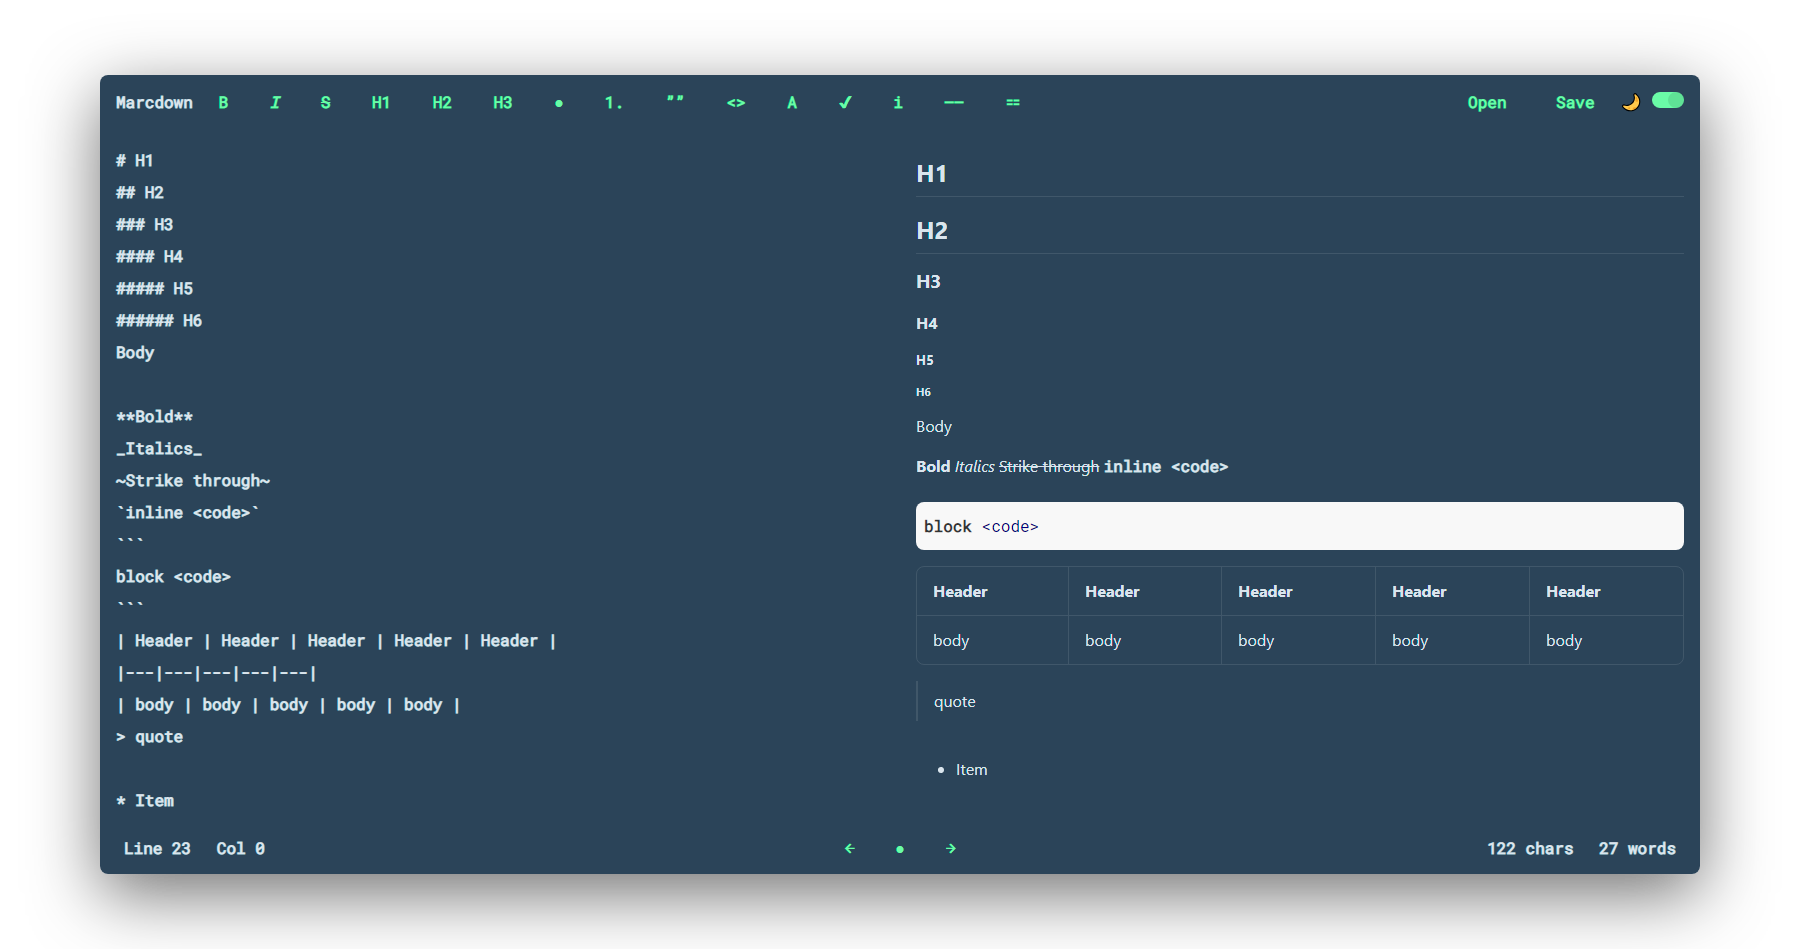 Marcdown B I S H1 H2 H3 ● 1. "" <> A ✔ i —— == Open Save
# H1
## H2
### H3
#### H4
##### H5
###### H6
Body
**Bold**
_Italics_
~Strike through~
`inline <code>`
```
block <code>
```
| Header | Header | Header | Header | Header |
|---|---|---|---|---|
| body | body | body | body | body |
> quote
* Item
H1
H2
H3
H4
H5
H6
Body
Bold Italics Strike through inline <code>
block <code>
Header Header Header Header Header
body body body body body
quote
• Item
Line 23 Col 0 ← ● → 122 chars 27 words